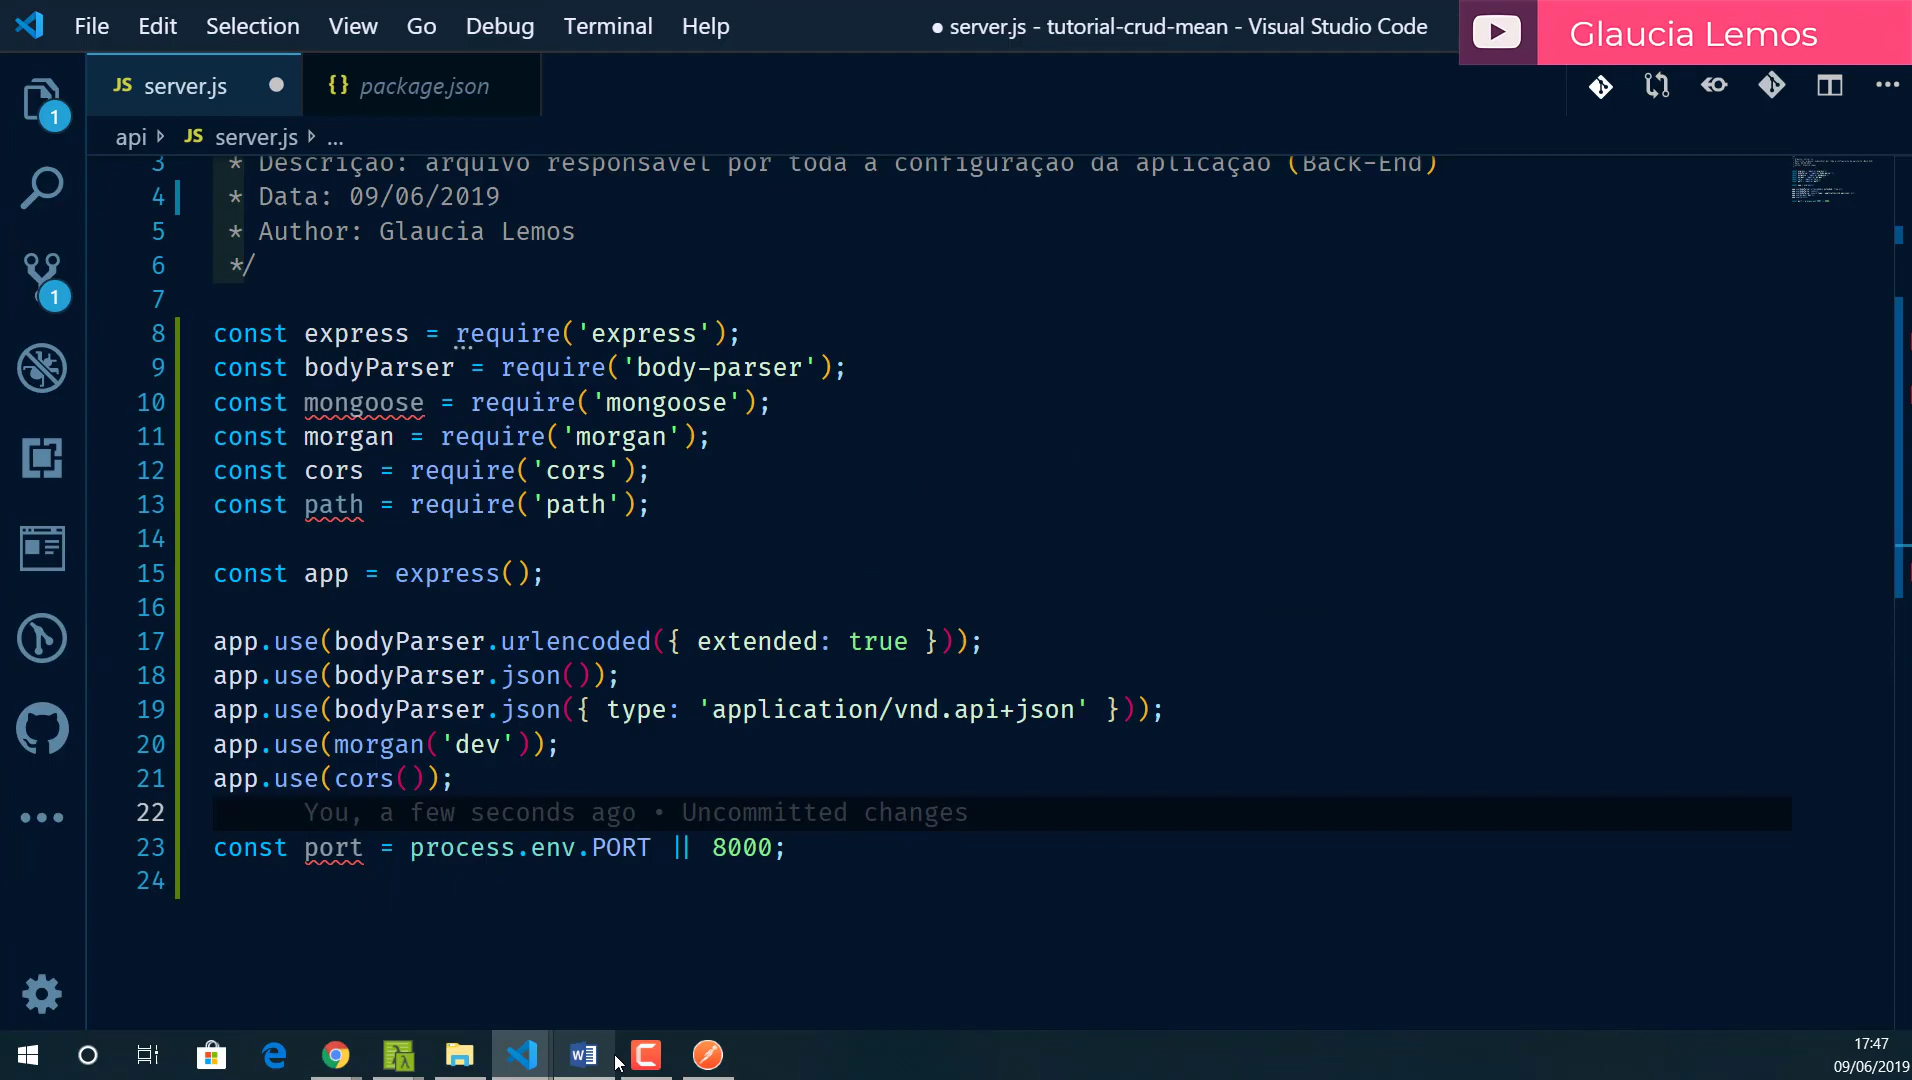 File Edit Selection View Go Debug Terminal Help
● server.js - tutorial-crud-mean - Visual Studio Code
Glaucia Lemos
JS server.js
{} package.json
api JS server.js ...
3 * Descrição: arquivo responsável por toda a configuração da aplicação (Back-End)
4 * Data: 09/06/2019
5 * Author: Glaucia Lemos
6 */
7
8 const express = require('express');
9 const bodyParser = require('body-parser');
10 const mongoose = require('mongoose');
11 const morgan = require('morgan');
12 const cors = require('cors');
13 const path = require('path');
14
15 const app = express();
16
17 app.use(bodyParser.urlencoded({ extended: true }));
18 app.use(bodyParser.json());
19 app.use(bodyParser.json({ type: 'application/vnd.api+json' }));
20 app.use(morgan('dev'));
21 app.use(cors());
22 You, a few seconds ago • Uncommitted changes
23 const port = process.env.PORT || 8000;
24
1
1
17:47
09/06/2019